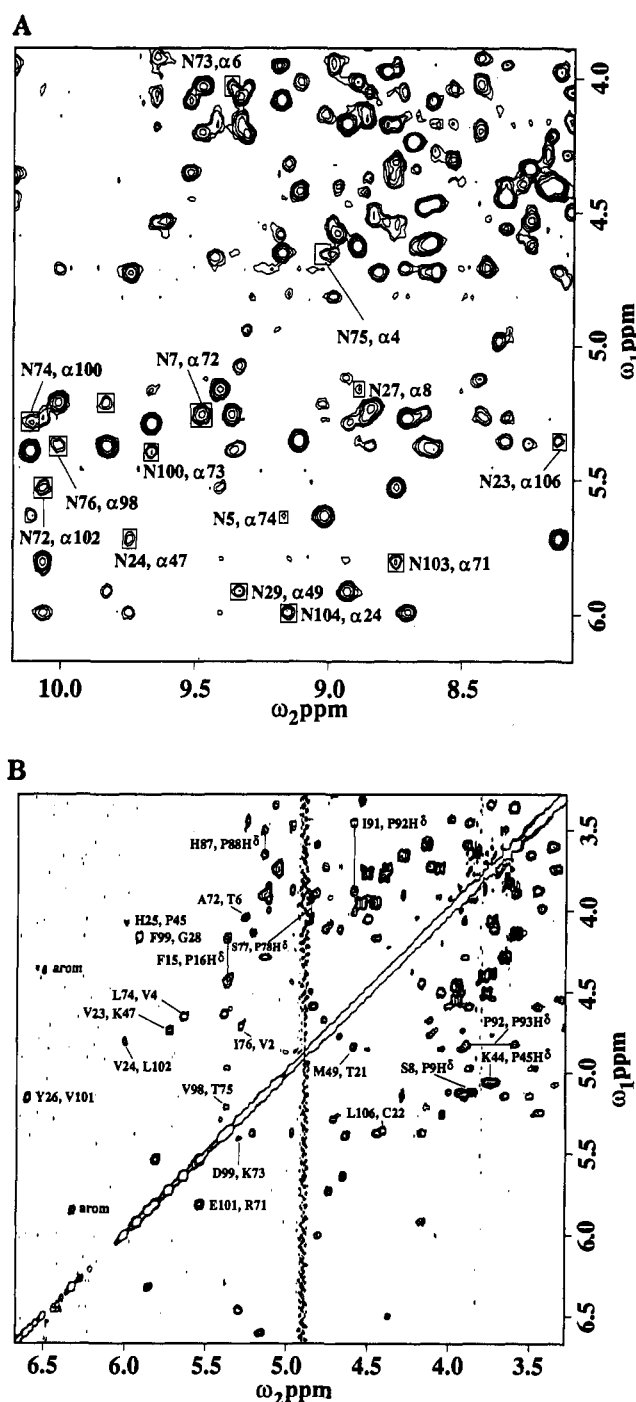 A
N73,α6
4.0
4.5
N75, α4
5.0
N74, α100
N7, α72
N27, α8
N100, α73
N23, α106
N76, α98
5.5
N5, α74
N72, α102
N24, α47
N103, α71
N29, α49
N104, α24
6.0
ω₁ppm
10.0 9.0 8.5
ω₂ppm
B
H87, P88Hδ
I91, P92Hδ
3.5
A72, T6
H25, P45
S77, P78Hδ
4.0
F99, G28
arom
F15, P16Hδ
4.5
L74, V4
V23, K47
P92, P93Hδ
I76, V2
K44, P45Hδ
V24, L102
M49, T21
S8, P9Hδ
5.0
Y26, V101
V98, T75
L106, C22
D99, K73
5.5
arom
E101, R71
6.0
6.5
ω₁ppm
6.5 6.0 5.5 5.0 4.5 4.0 3.5
ω₂ppm